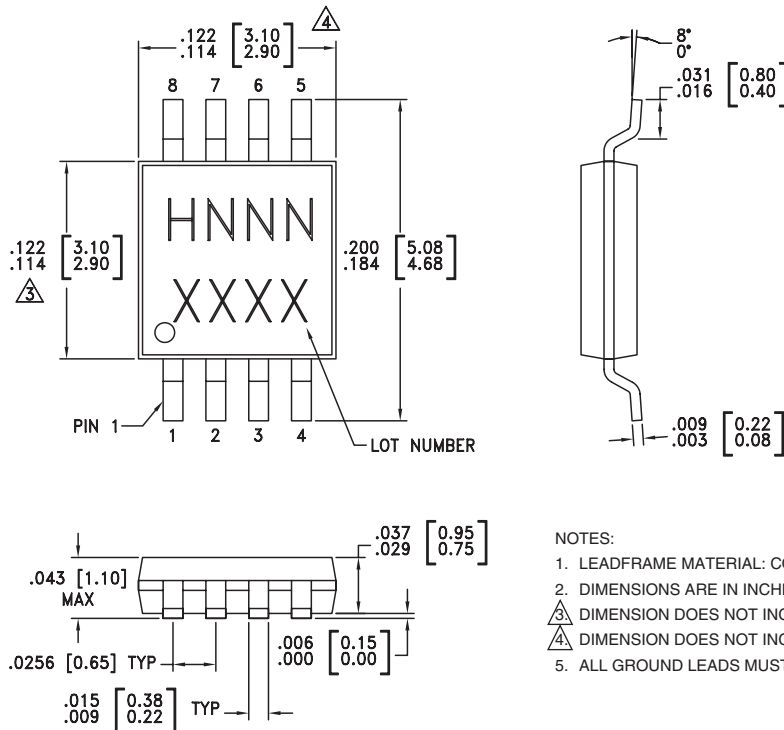 .122 [3.10]
.114 [2.90]
4
8 7 6 5
HNNN
XXXX
.122 [3.10]
.114 [2.90]
3
.200 [5.08]
.184 [4.68]
PIN 1
1 2 3 4
LOT NUMBER
8°
0°
.031 [0.80]
.016 [0.40]
.009 [0.22]
.003 [0.08]
.037 [0.95]
.029 [0.75]
.043 [1.10]
MAX
.0256 [0.65] TYP
.006 [0.15]
.000 [0.00]
.015 [0.38]
.009 [0.22]
TYP
NOTES:
1. LEADFRAME MATERIAL: CO
2. DIMENSIONS ARE IN INCH
3. DIMENSION DOES NOT INC
4. DIMENSION DOES NOT INC
5. ALL GROUND LEADS MUST